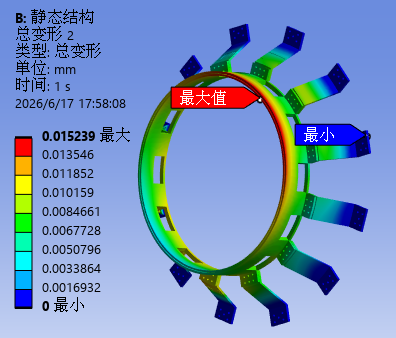 B: 静态结构
总变形 2
类型: 总变形
单位: mm
时间: 1 s
2026/6/17 17:58:08
0.015239 最大
0.013546
0.011852
0.010159
0.0084661
0.0067728
0.0050796
0.0033864
0.0016932
0 最小
最大值
最小